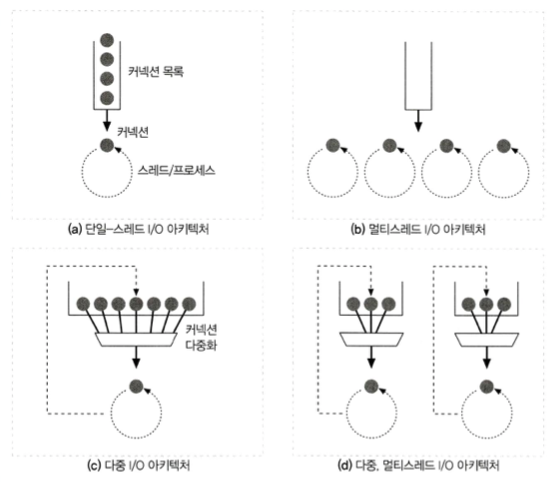 커넥션 목록
커넥션
스레드/프로세스
(a) 단일-스레드 I/O 아키텍처
(b) 멀티스레드 I/O 아키텍처
커넥션
다중화
(c) 다중 I/O 아키텍처
(d) 다중, 멀티스레드 I/O 아키텍처